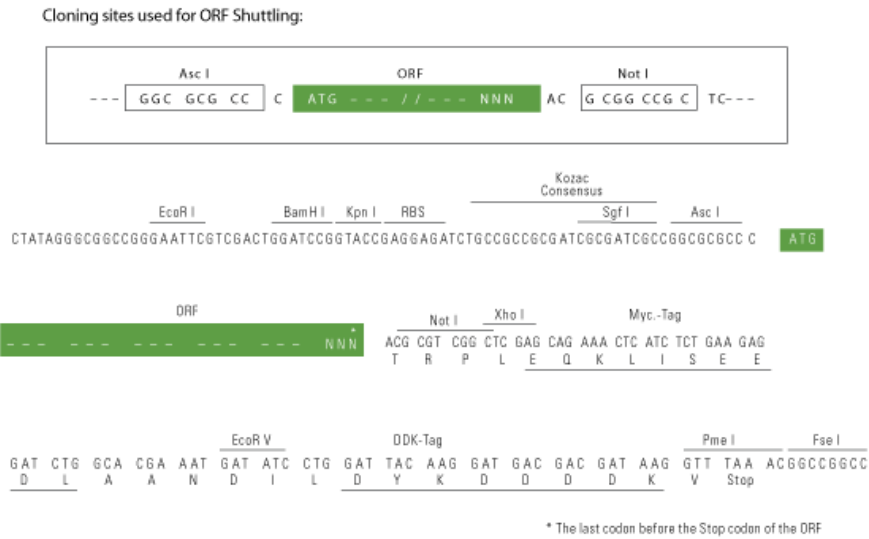 Cloning sites used for ORF Shuttling:
Asc I ORF Not I
--- GGC GCG CC C ATG --- // --- NNN AC G CGG CCG C TC---
Kozac
Consensus
EcoR I BamH I Kpn I RBS Sgf I Asc I
CTATAGGGCGGCCGGGAATTCGTCGACTGGATCCGGTACCGAGGAGATCTGCCGCCGCGATCGCGATCGCCGGCGCGCC C ATG
ORF
Not I Xho I Myc.-Tag
--- --- --- --- --- NNN* ACG CGT CGG CTC GAG CAG AAA CTC ATC TCT GAA GAG
T R P L E Q K L I S E E
EcoR V DDK-Tag Pme I Fse I
GAT CTG GCA CGA AAT GAT ATC CTG GAT TAC AAG GAT GAC GAC GAT AAG GTT TAA ACGGCCGGCC
D L A A N D I L D Y K D D D D K V Stop
* The last codon before the Stop codon of the ORF